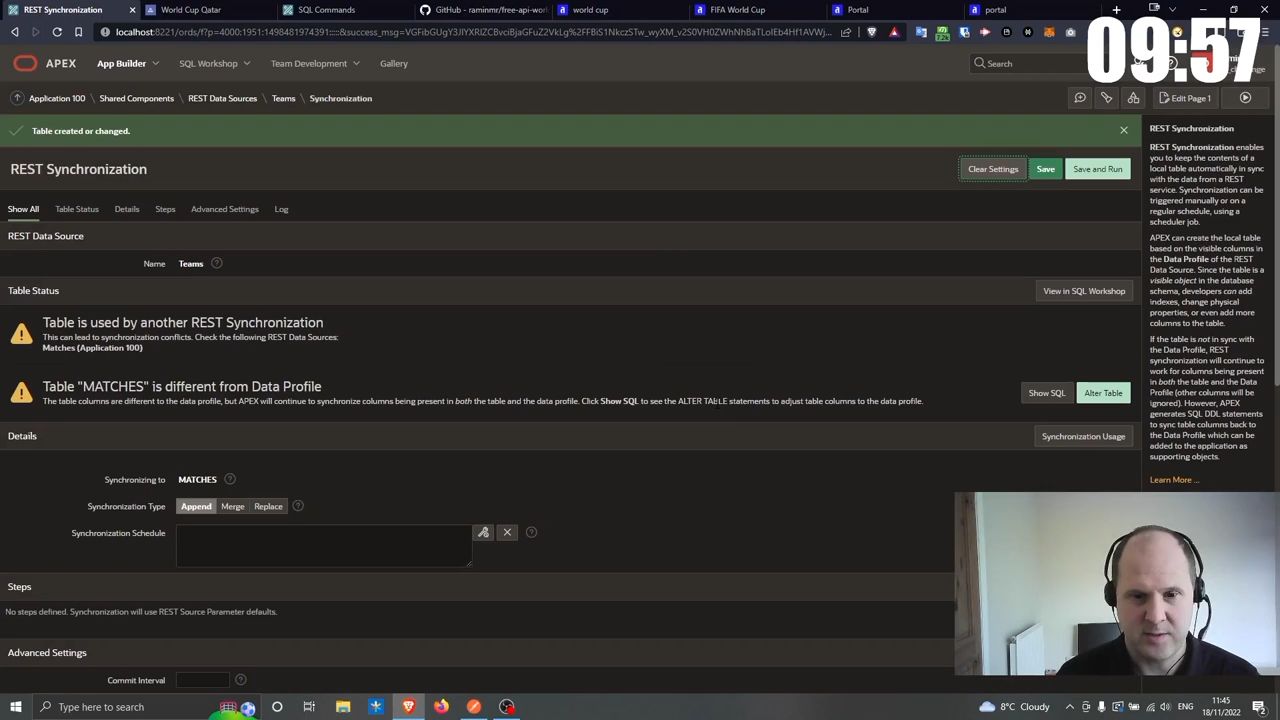 REST Synchronization
World Cup Qatar
SQL Commands
GitHub - raminmr/free-api-worl
world cup
FIFA World Cup
Portal
portal
09:57
localhost:8181/ords/f?p=4000:1951:1498481974391:::
APEX
App Builder
SQL Workshop
Team Development
Gallery
Search
Application 100
Shared Components
REST Data Sources
Teams
Synchronization
Edit Page 1
Table created or changed.
REST Synchronization
Clear Settings
Save
Save and Run
Show All
Table Status
Details
Steps
Advanced Settings
Log
REST Data Source
Name
Teams
Table Status
View in SQL Workshop
Table is used by another REST Synchronization
This can lead to synchronization conflicts. Check the following REST Data Sources:
Matches (Application 100)
Table "MATCHES" is different from Data Profile
The table columns are different to the data profile, but APEX will continue to synchronize columns being present in both the table and the data profile. Click Show SQL to see the ALTER TABLE statements to adjust table columns to the data profile.
Show SQL
Alter Table
Details
Synchronization Usage
Synchronizing to
MATCHES
Synchronization Type
Append
Merge
Replace
Synchronization Schedule
Steps
No steps defined. Synchronization will use REST Source Parameter defaults.
Advanced Settings
Commit Interval
REST Synchronization
REST Synchronization enables
you to keep the contents of a
local table automatically in sync
with the data from a REST
service. Synchronization can be
triggered manually or on a
regular schedule, using a
scheduler job.
APEX can create the local table
based on the visible columns in
the Data Profile of the REST
Data Source. Since the table is a
visible object in the database
schema, developers can add
indexes, change physical
properties, or even add more
columns to the table.
If the table is not in sync with
the Data Profile, REST
synchronization will continue to
work for columns being present
in both the table and the Data
Profile (other columns will be
ignored). However, APEX
generates SQL DDL statements
to sync table columns back to
the Data Profile which can be
added to the application as
supporting objects.
Learn More ...
Type here to search
8°C Cloudy
11:45
18/11/2022
2